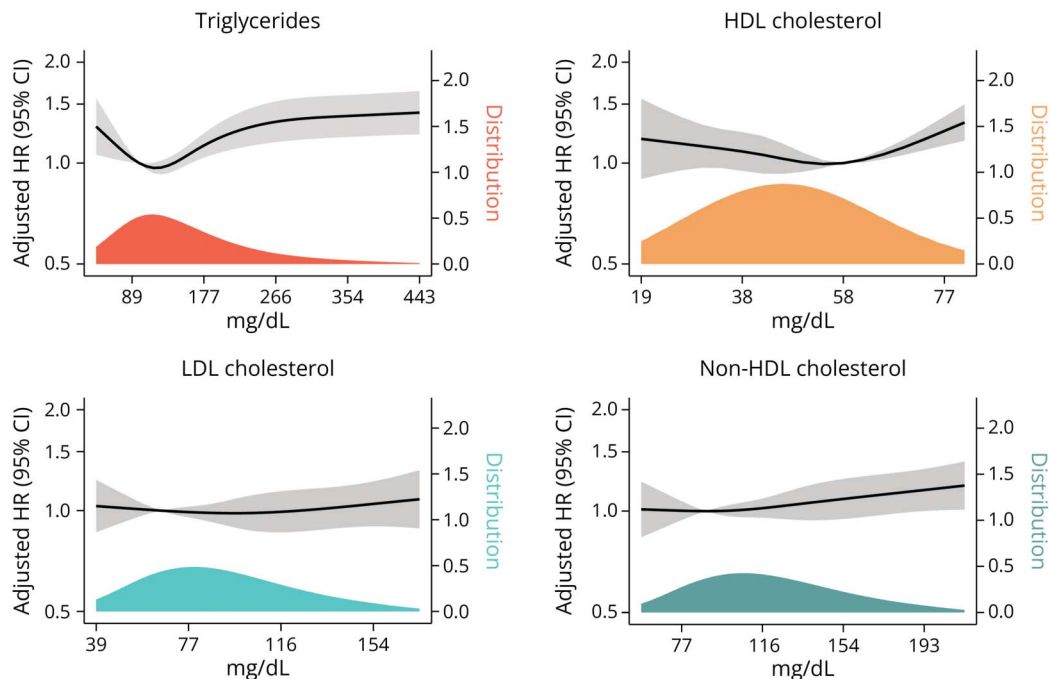 Triglycerides
Adjusted HR (95% CI)
2.0
1.5
1.0
0.5
2.0
1.5
1.0
0.5
0.0
Distribution
89 177 266 354 443
mg/dL
HDL cholesterol
Adjusted HR (95% CI)
2.0
1.5
1.0
0.5
2.0
1.5
1.0
0.5
0.0
Distribution
19 38 58 77
mg/dL
LDL cholesterol
Adjusted HR (95% CI)
2.0
1.5
1.0
0.5
2.0
1.5
1.0
0.5
0.0
Distribution
39 77 116 154
mg/dL
Non-HDL cholesterol
Adjusted HR (95% CI)
2.0
1.5
1.0
0.5
2.0
1.5
1.0
0.5
0.0
Distribution
77 116 154 193
mg/dL